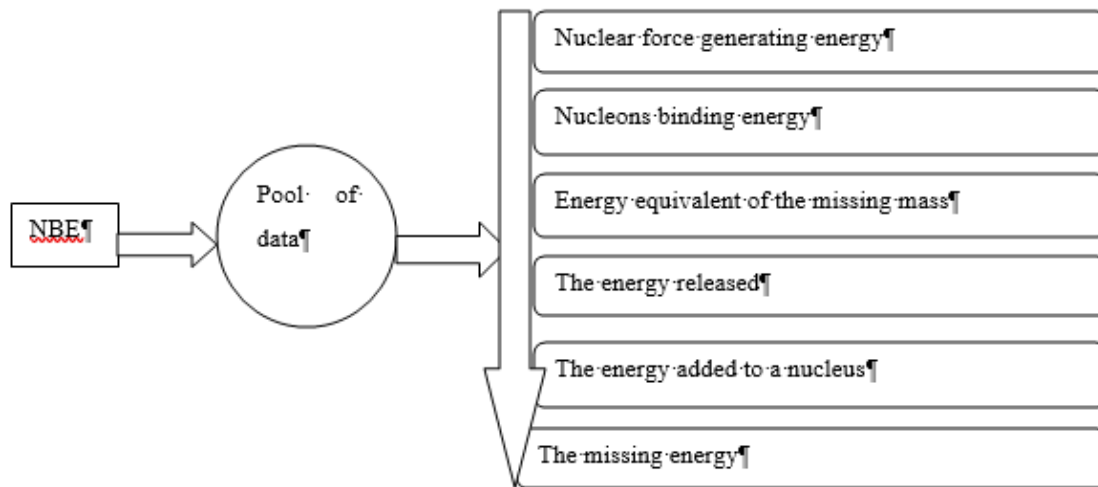 Nuclear·force·generating·energy¶
Nucleons·binding·energy¶
Pool· of·
data¶
NBE¶
Energy·equivalent·of·the·missing·mass¶
The·energy·released¶
The·energy·added·to·a·nucleus¶
The·missing·energy¶